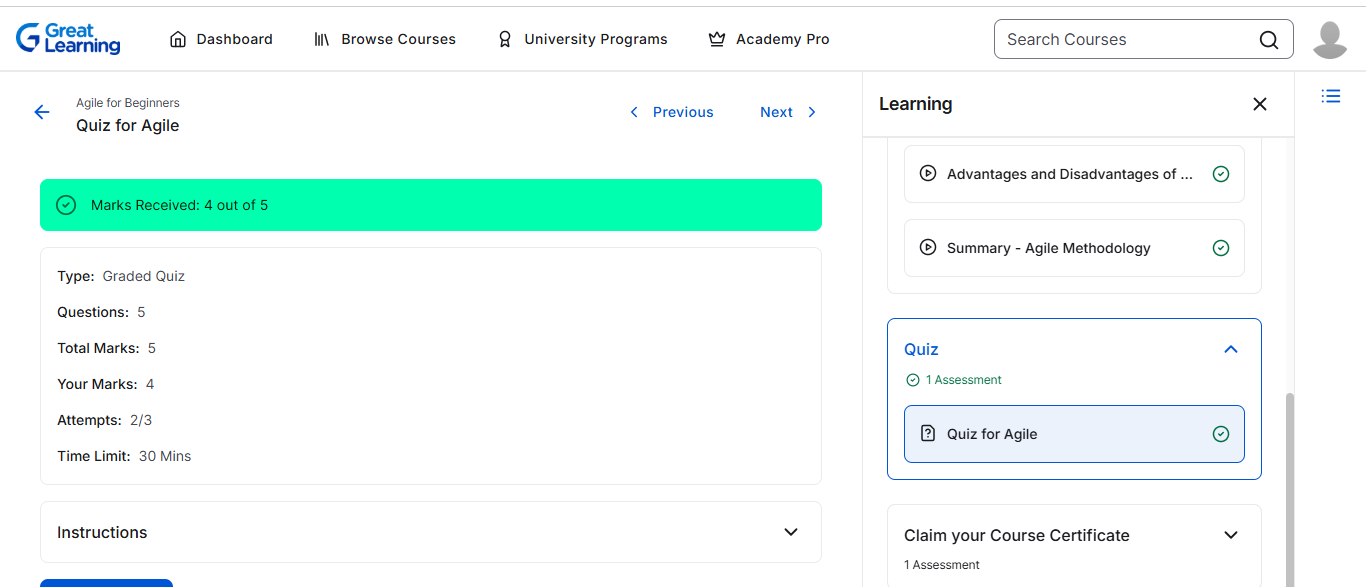 Great
Learning
Dashboard
Browse Courses
University Programs
Academy Pro
Search Courses
Agile for Beginners
Quiz for Agile
Previous
Next
Marks Received: 4 out of 5
Type: Graded Quiz
Questions: 5
Total Marks: 5
Your Marks: 4
Attempts: 2/3
Time Limit: 30 Mins
Instructions
Learning
Advantages and Disadvantages of ...
Summary - Agile Methodology
Quiz
1 Assessment
Quiz for Agile
Claim your Course Certificate
1 Assessment